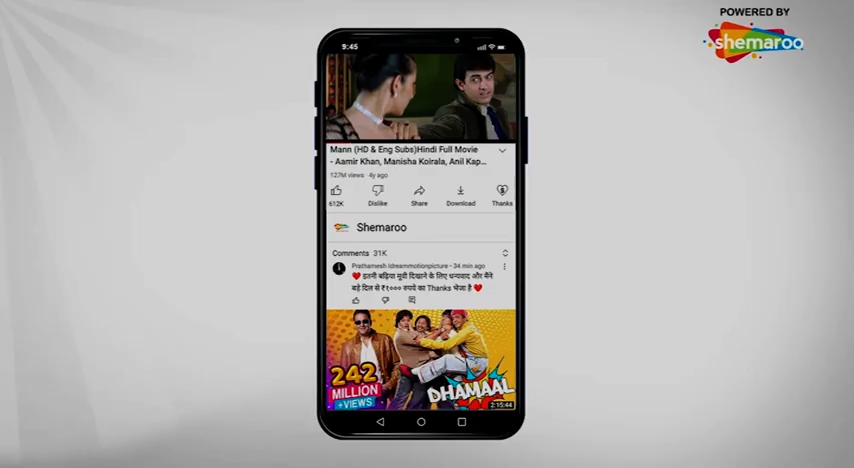 POWERED BY
shemaroo
9:45
Mann (HD & Eng Subs)Hindi Full Movie
- Aamir Khan, Manisha Koirala, Anil Kap...
127M views · 4y ago
612K Dislike Share Download Thanks
Shemaroo
Comments 31K
Prathamesh Idreammotionpicture • 34 min ago
❤️ इतनी बढ़िया मूवी दिखाने के लिए धन्यवाद और मैंने
बड़े दिल से ₹१००० रुपये का Thanks भेजा है ❤️
242
MILLION
+VIEWS
DHAMAAL
2:15:44